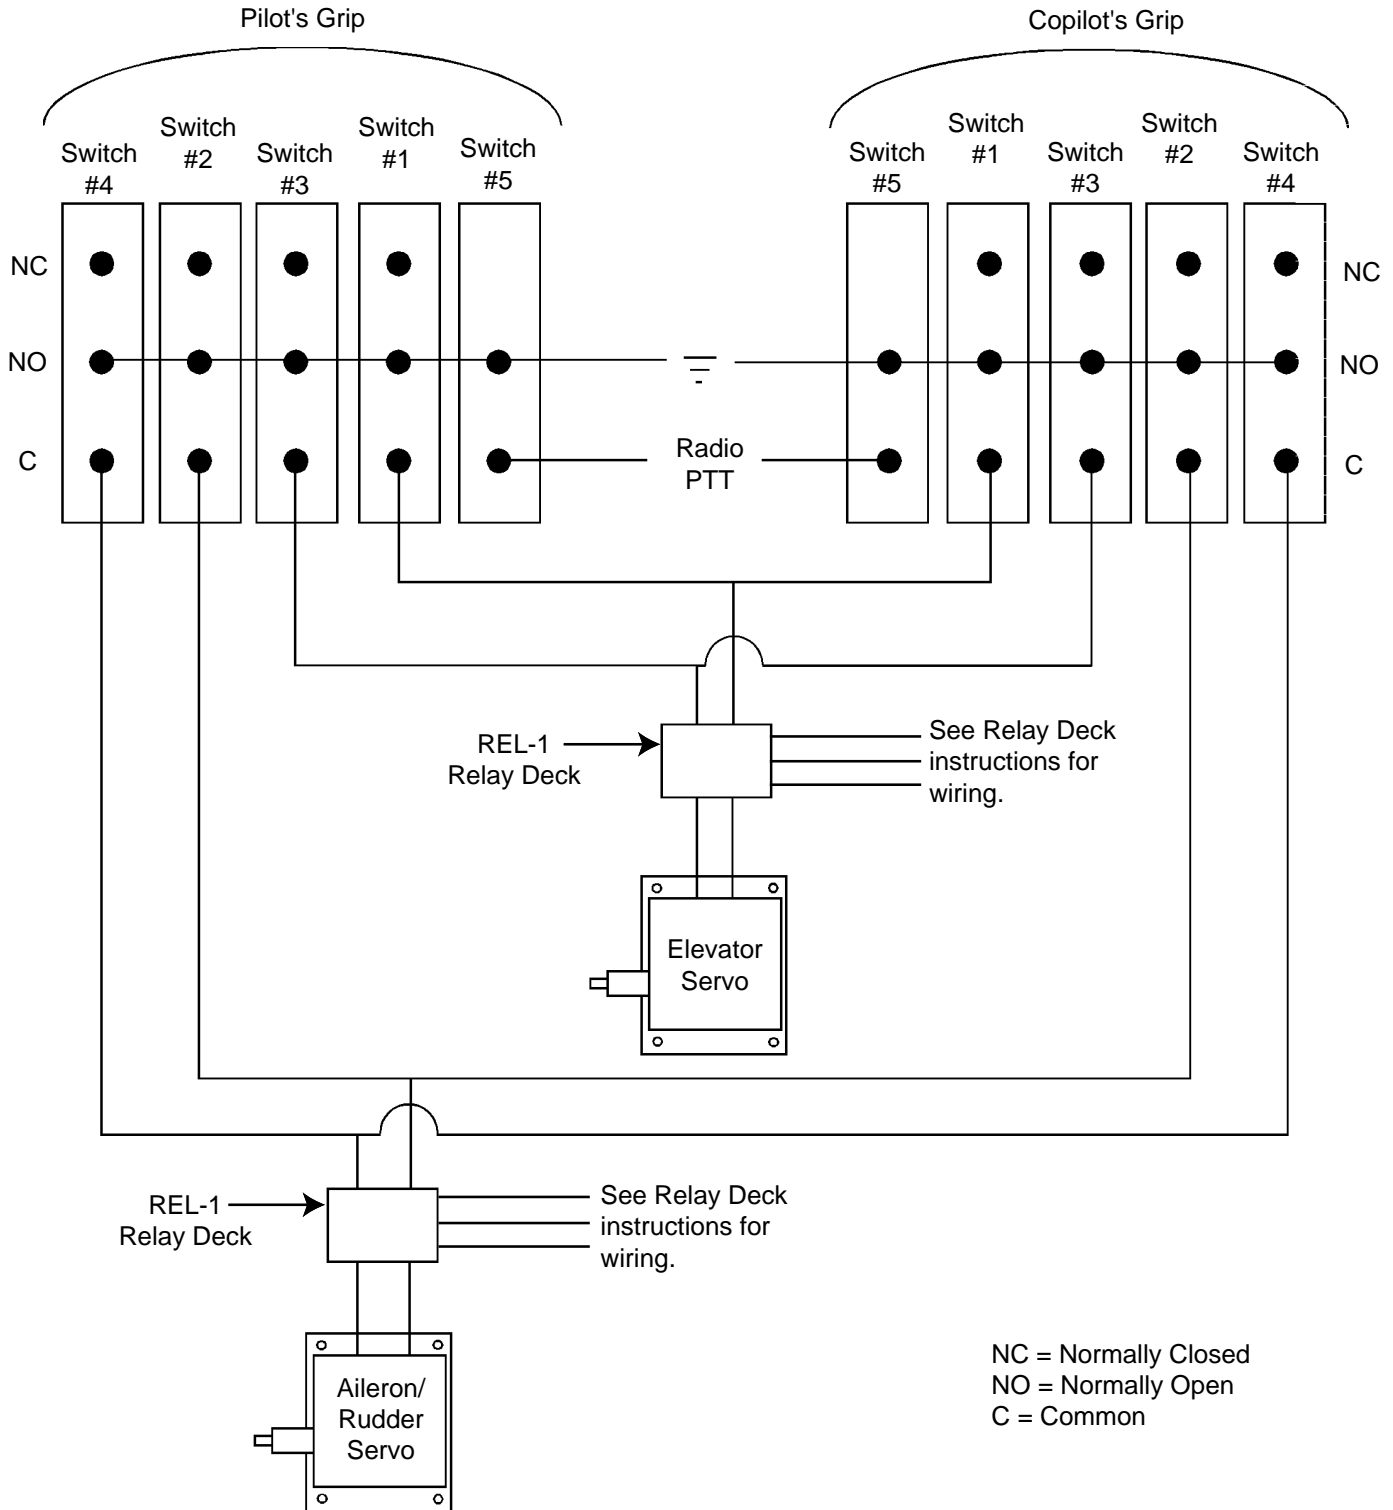 Pilot's Grip
Copilot's Grip
Switch
#4
Switch
#2
Switch
#3
Switch
#1
Switch
#5
Switch
#5
Switch
#1
Switch
#3
Switch
#2
Switch
#4
NC
NC
NO
NO
C
Radio
PTT
C
REL-1
Relay Deck
See Relay Deck
instructions for
wiring.
Elevator
Servo
REL-1
Relay Deck
See Relay Deck
instructions for
wiring.
Aileron/
Rudder
Servo
NC = Normally Closed
NO = Normally Open
C = Common